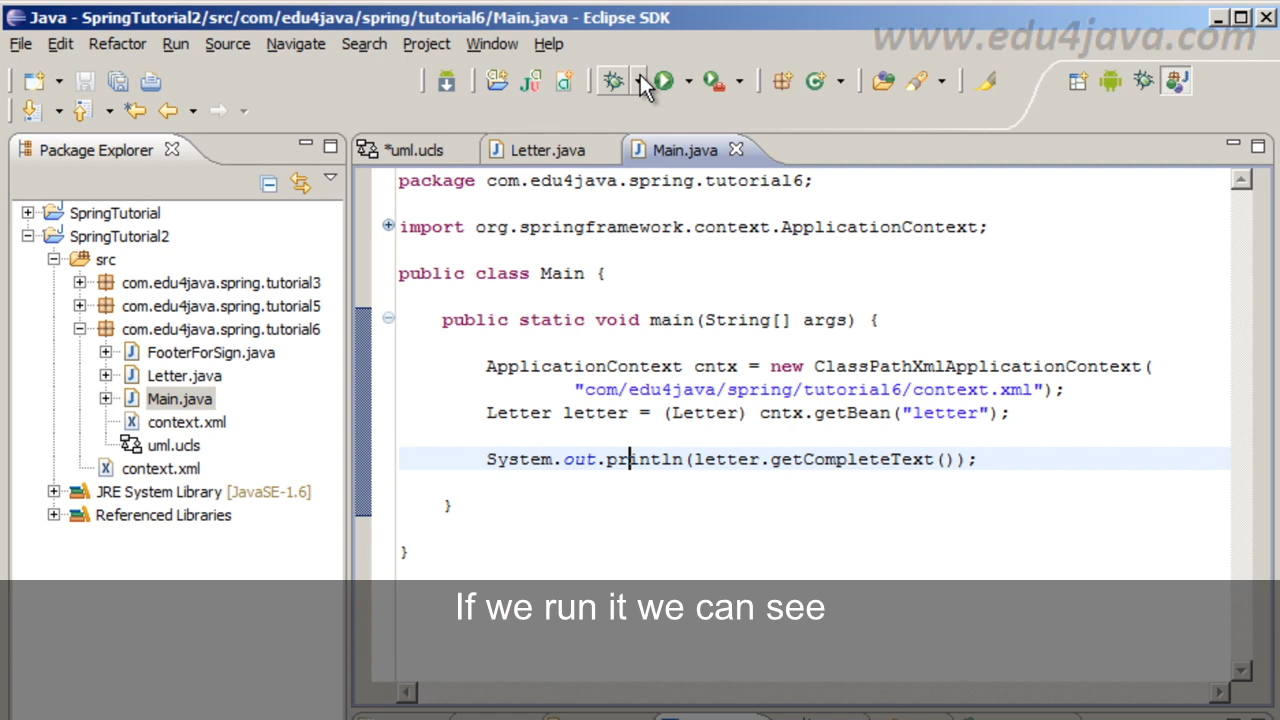 Java - SpringTutorial2/src/com/edu4java/spring/tutorial6/Main.java - Eclipse SDK
File Edit Refactor Run Source Navigate Search Project Window Help
www.edu4java.com
Package Explorer
*uml.ucls
Letter.java
Main.java
SpringTutorial
SpringTutorial2
src
com.edu4java.spring.tutorial3
com.edu4java.spring.tutorial5
com.edu4java.spring.tutorial6
FooterForSign.java
Letter.java
Main.java
context.xml
uml.ucls
context.xml
JRE System Library [JavaSE-1.6]
Referenced Libraries
package com.edu4java.spring.tutorial6;
import org.springframework.context.ApplicationContext;
public class Main {
public static void main(String[] args) {
ApplicationContext cntx = new ClassPathXmlApplicationContext(
"com/edu4java/spring/tutorial6/context.xml");
Letter letter = (Letter) cntx.getBean("letter");
System.out.println(letter.getCompleteText());
}
}
If we run it we can see